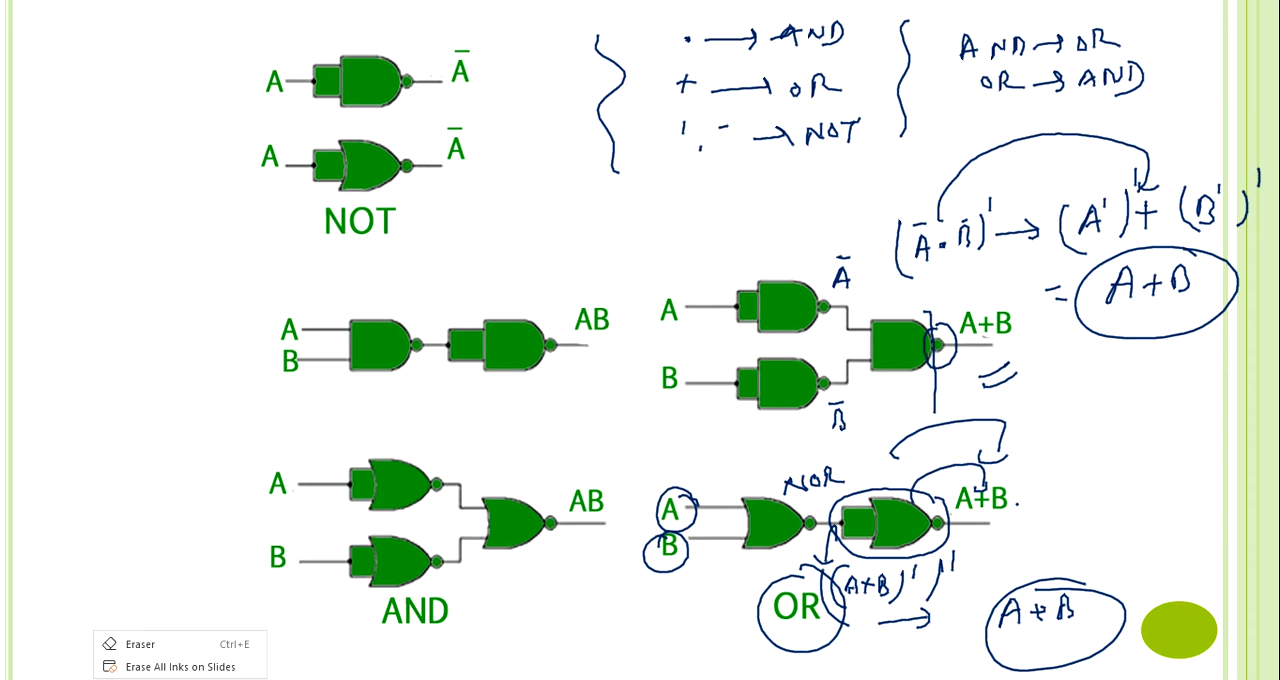 A Ā
A Ā
NOT
. → AND
+ → OR
', - → NOT
AND → OR
OR → AND
(Ā . B̄)' → (A')' + (B')'
= A+B
A
B
AB
A Ā
B B̄
A+B
A
B
AB
AND
NOR
A
B
A+B.
((A+B)')' →
OR
A + B
Eraser Ctrl+E
Erase All Inks on Slides